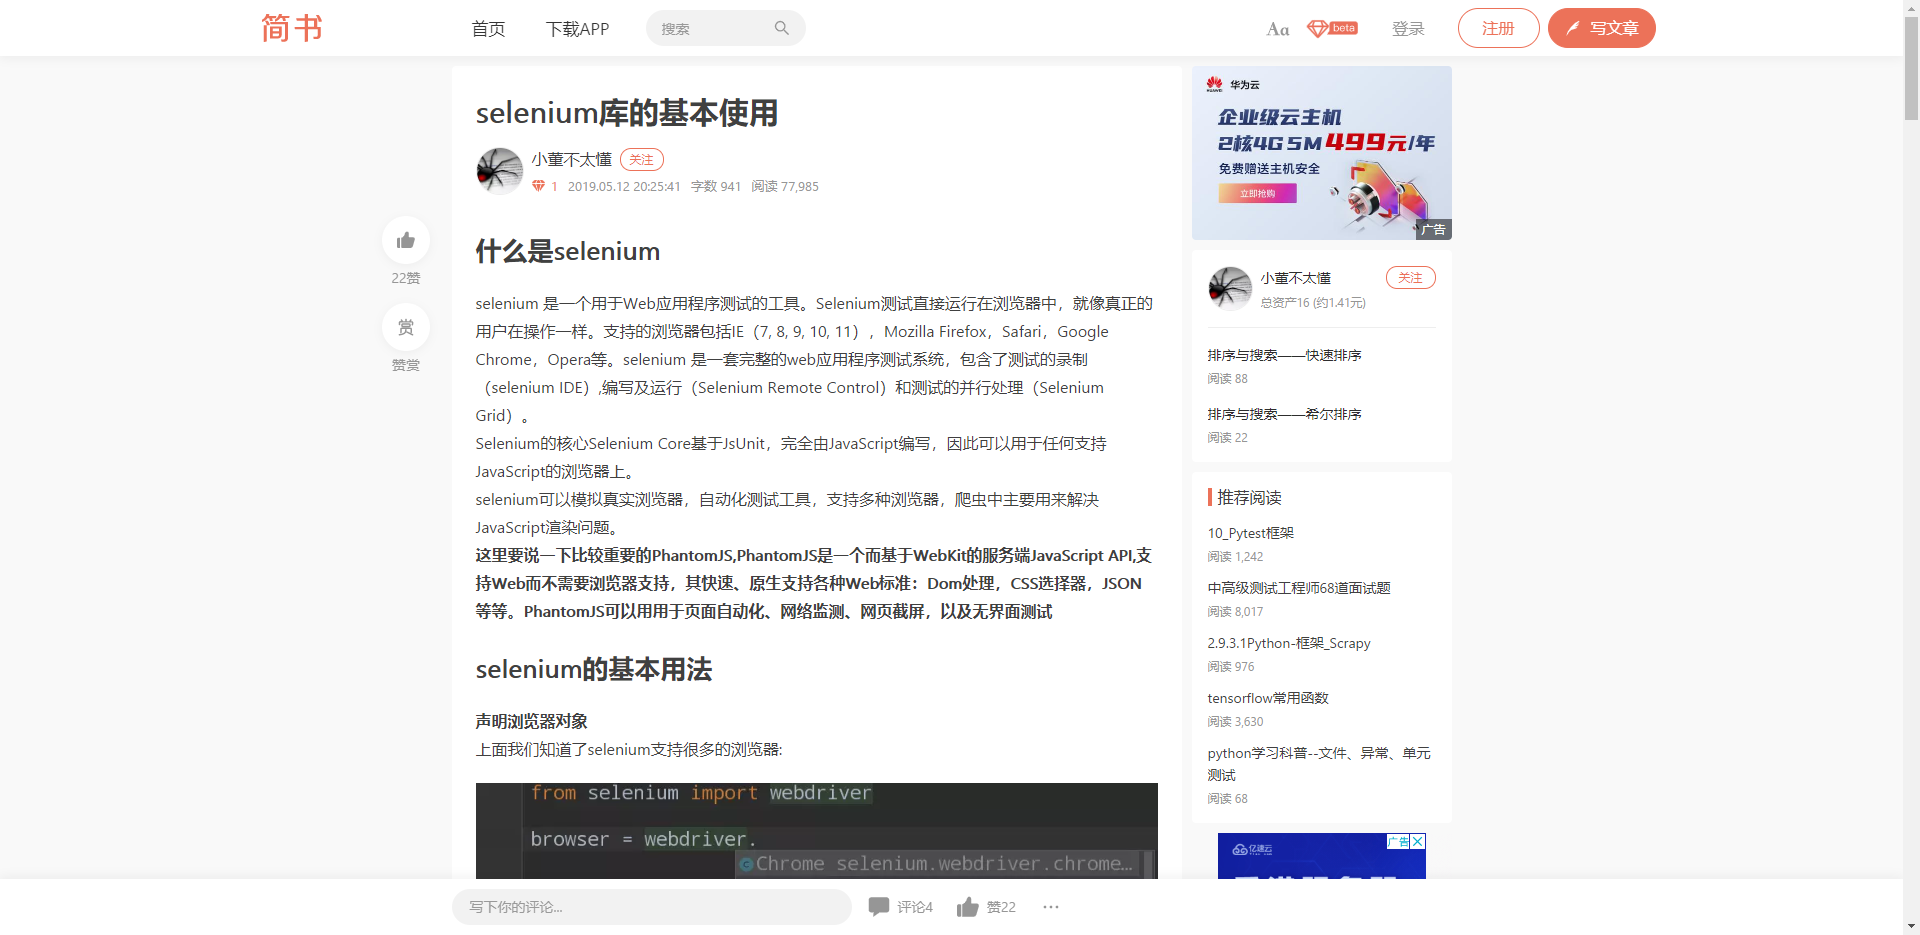 简书
首页
下载APP
搜索
Aa
beta
登录
注册
写文章
selenium库的基本使用
小董不太懂
关注
1 2019.05.12 20:25:41 字数 941 阅读 77,985
22赞
赏
赞赏
什么是selenium
selenium 是一个用于Web应用程序测试的工具。Selenium测试直接运行在浏览器中，就像真正的
用户在操作一样。支持的浏览器包括IE（7, 8, 9, 10, 11），Mozilla Firefox，Safari，Google
Chrome，Opera等。selenium 是一套完整的web应用程序测试系统，包含了测试的录制
（selenium IDE）,编写及运行（Selenium Remote Control）和测试的并行处理（Selenium
Grid）。
Selenium的核心Selenium Core基于JsUnit，完全由JavaScript编写，因此可以用于任何支持
JavaScript的浏览器上。
selenium可以模拟真实浏览器，自动化测试工具，支持多种浏览器，爬虫中主要用来解决
JavaScript渲染问题。
这里要说一下比较重要的PhantomJS,PhantomJS是一个而基于WebKit的服务端JavaScript API,支
持Web而不需要浏览器支持，其快速、原生支持各种Web标准：Dom处理，CSS选择器，JSON
等等。PhantomJS可以用用于页面自动化、网络监测、网页截屏，以及无界面测试
selenium的基本用法
声明浏览器对象
上面我们知道了selenium支持很多的浏览器:
from selenium import webdriver
browser = webdriver.
Chrome selenium.webdriver.chrome…
HUAWEI
华为云
企业级云主机
2核4G 5M 499元/年
免费赠送主机安全
立即抢购
广告
小董不太懂
关注
总资产16 (约1.41元)
排序与搜索——快速排序
阅读 88
排序与搜索——希尔排序
阅读 22
推荐阅读
10_Pytest框架
阅读 1,242
中高级测试工程师68道面试题
阅读 8,017
2.9.3.1Python-框架_Scrapy
阅读 976
tensorflow常用函数
阅读 3,630
python学习科普--文件、异常、单元
测试
阅读 68
亿速云
广告
写下你的评论...
评论4
赞22